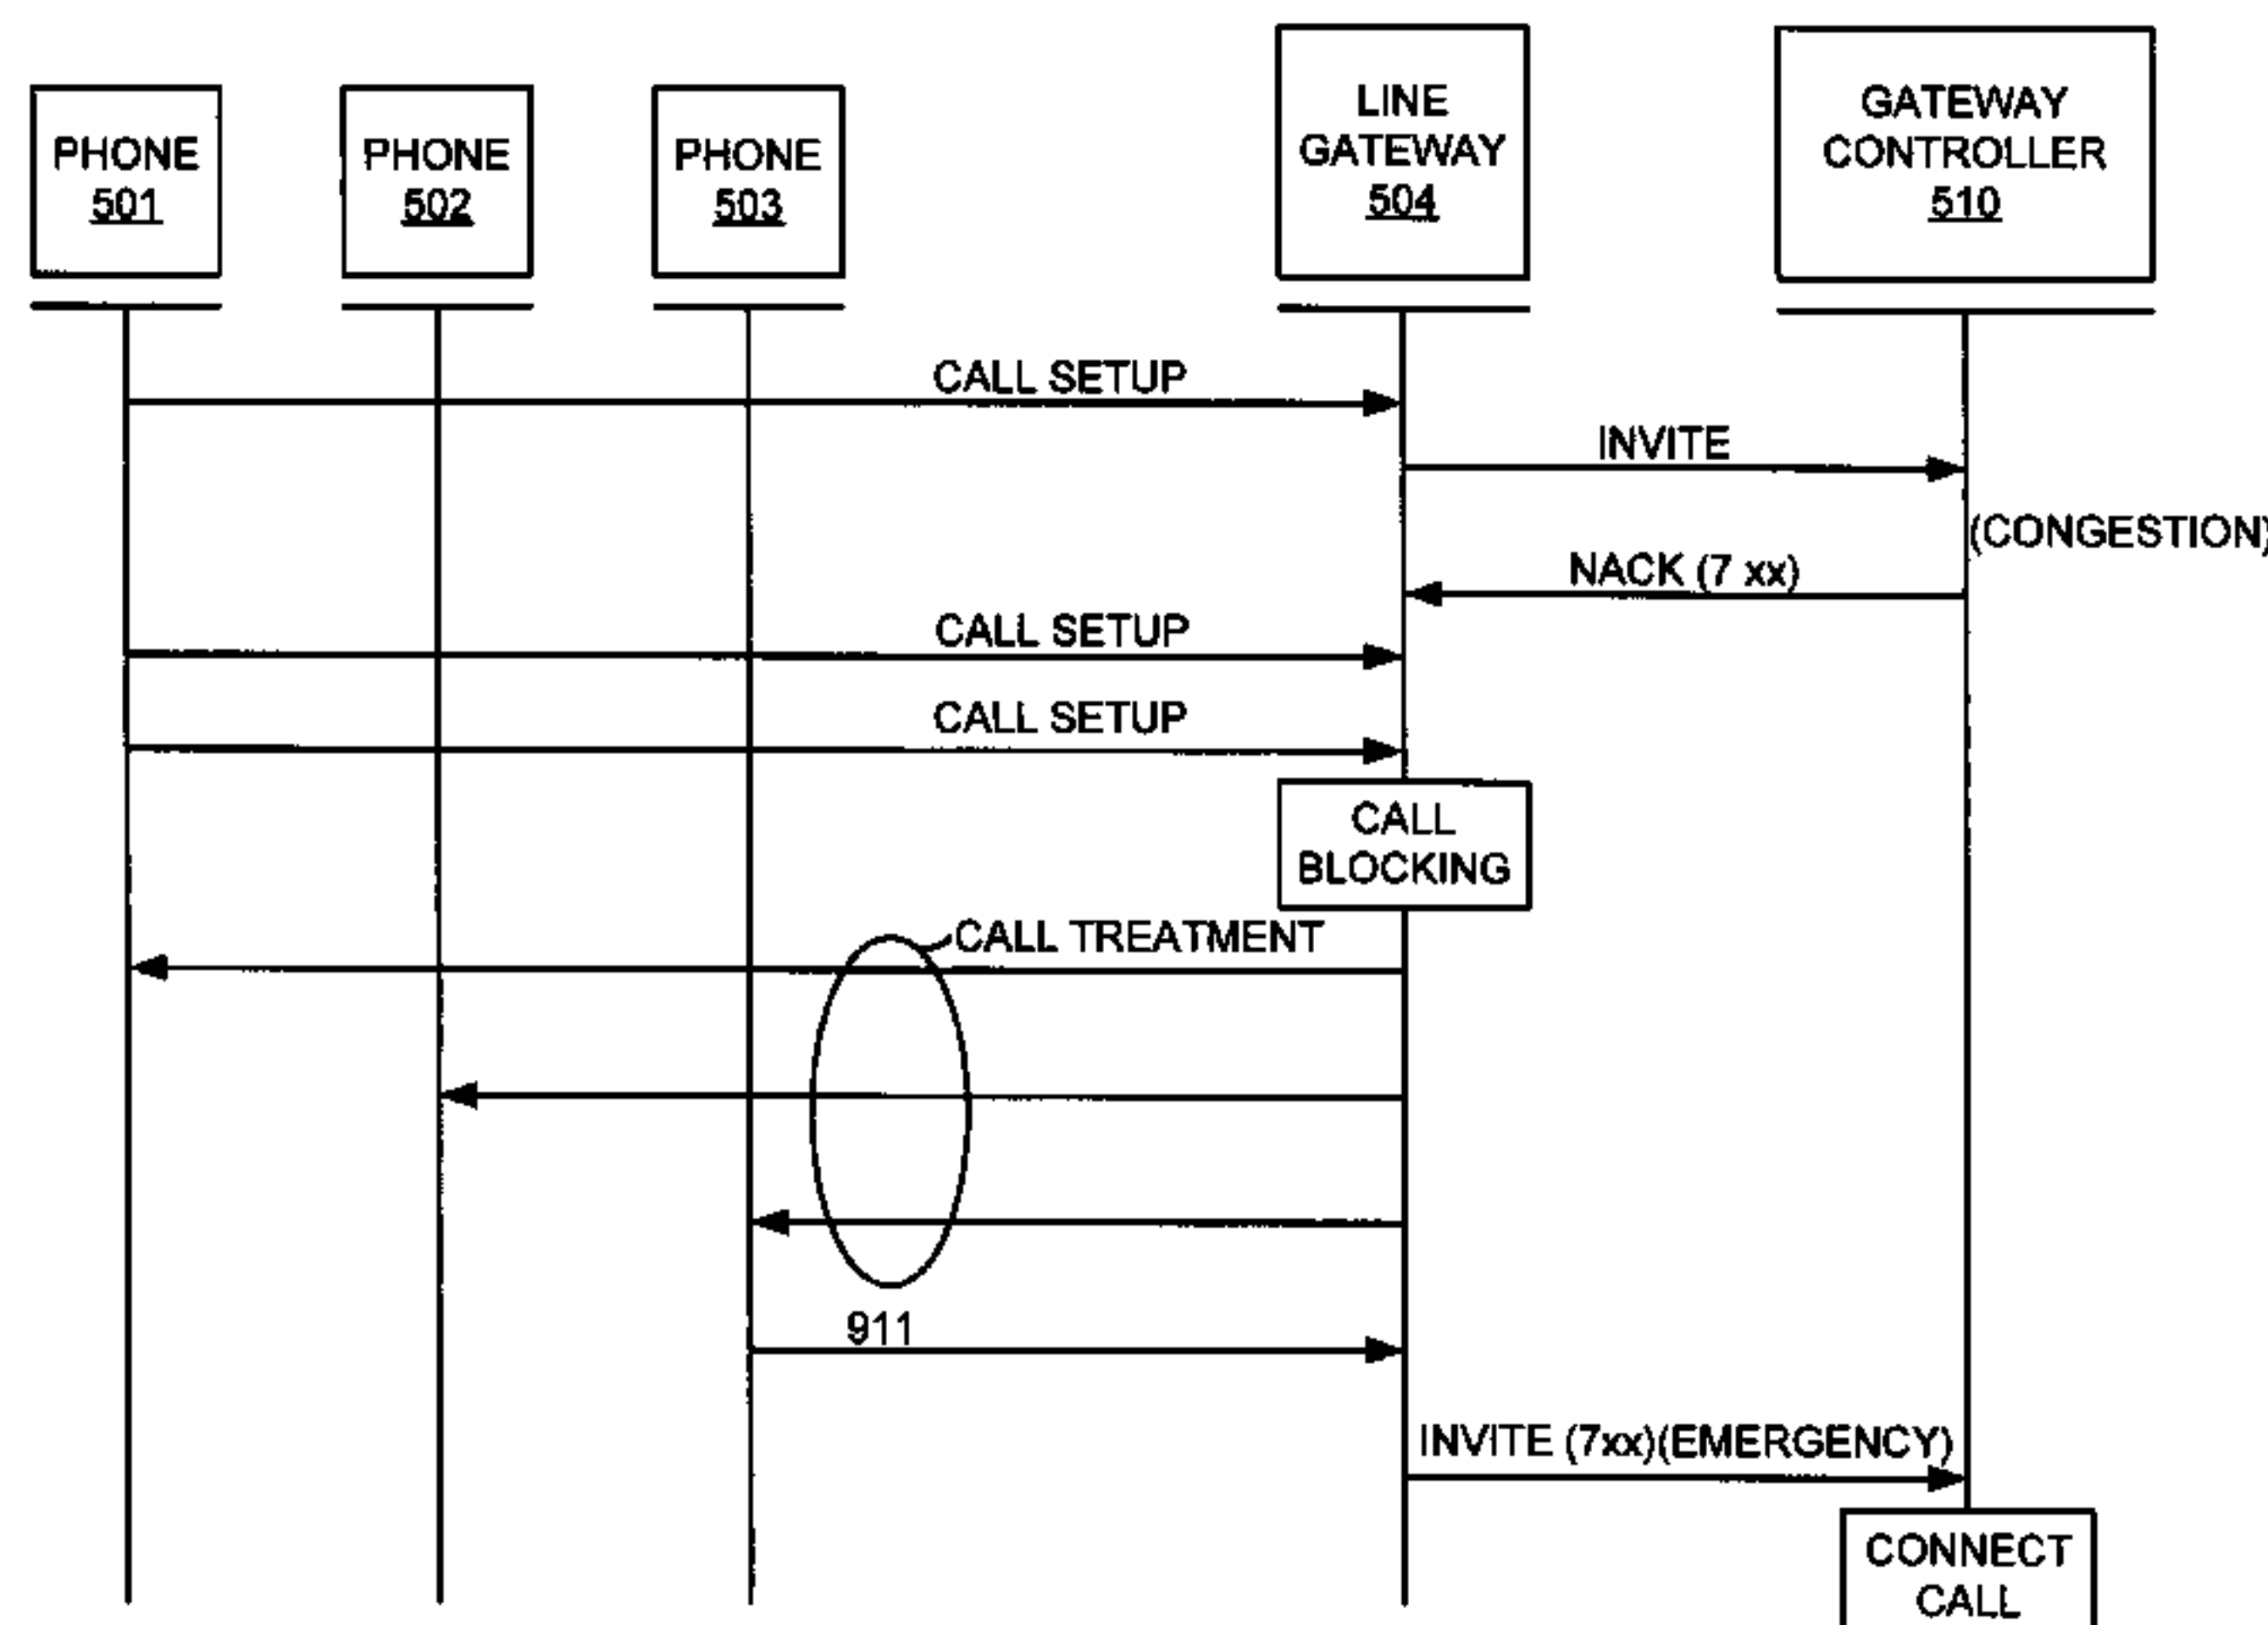 PHONE
501
PHONE
502
PHONE
503
LINE
GATEWAY
504
GATEWAY
CONTROLLER
510
CALL SETUP
INVITE
(CONGESTION)
NACK (7 xx)
CALL SETUP
CALL SETUP
CALL
BLOCKING
CALL TREATMENT
911
INVITE (7xx)(EMERGENCY)
CONNECT
CALL